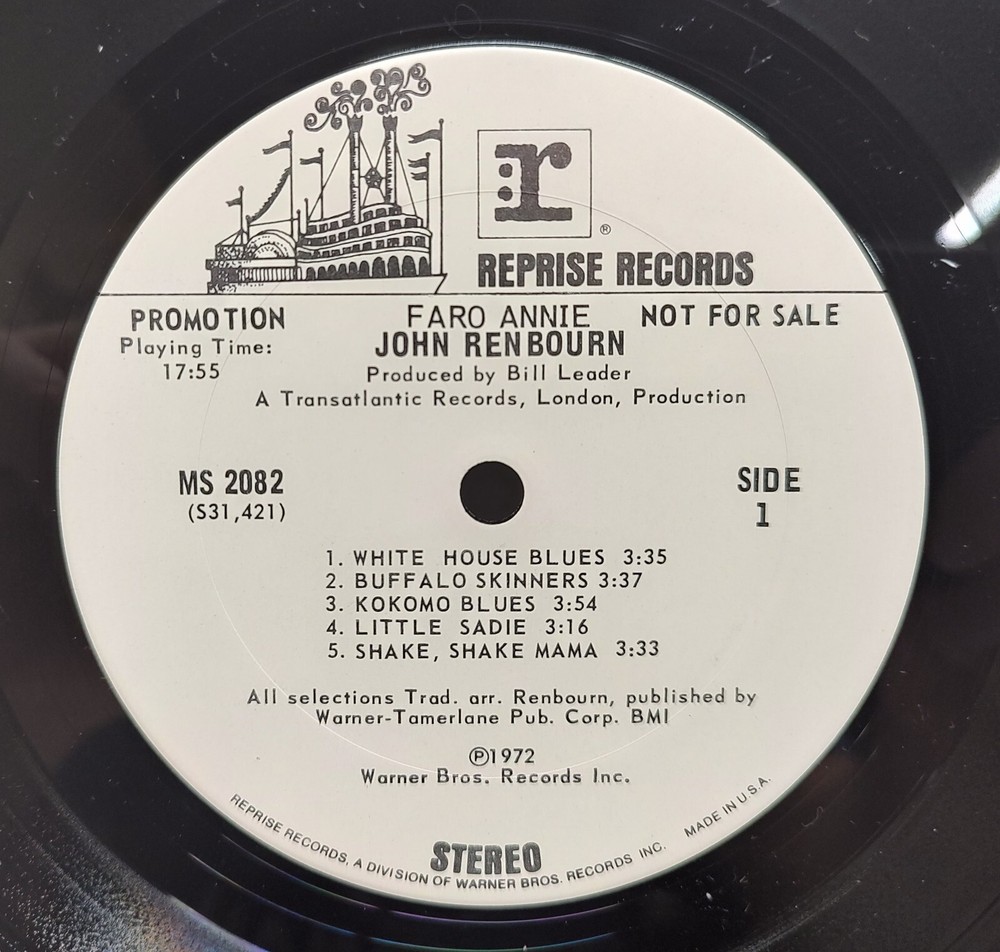 r
®
REPRISE RECORDS
PROMOTION
FARO ANNIE
NOT FOR SALE
JOHN RENBOURN
Playing Time:
17:55
Produced by Bill Leader
A Transatlantic Records, London, Production
MS 2082
(S31,421)
SIDE
1
1. WHITE HOUSE BLUES 3:35
2. BUFFALO SKINNERS 3:37
3. KOKOMO BLUES 3:54
4. LITTLE SADIE 3:16
5. SHAKE, SHAKE MAMA 3:33
All selections Trad. arr. Renbourn, published by
Warner-Tamerlane Pub. Corp. BMI
Ⓟ1972
Warner Bros. Records Inc.
STEREO
REPRISE RECORDS, A DIVISION OF WARNER BROS. RECORDS INC. MADE IN U.S.A.